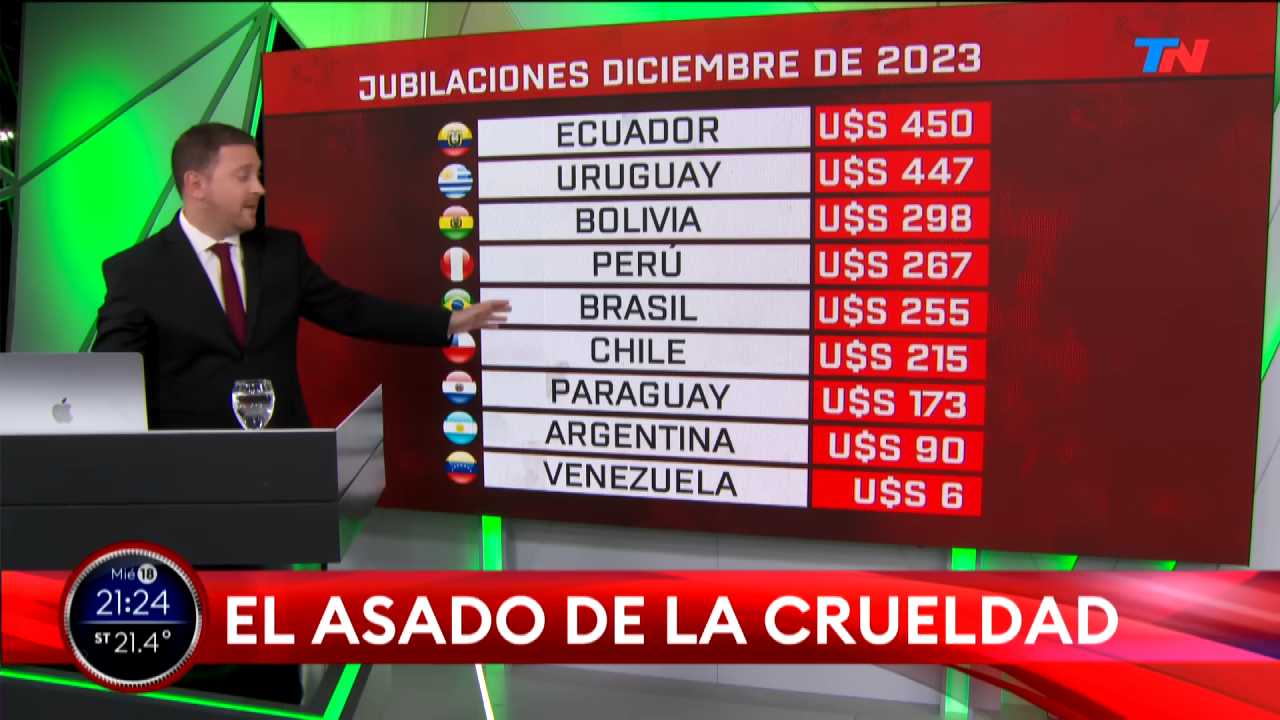 JUBILACIONES DICIEMBRE DE 2023
TN
ECUADOR U$S 450
URUGUAY U$S 447
BOLIVIA U$S 298
PERÚ U$S 267
BRASIL U$S 255
CHILE U$S 215
PARAGUAY U$S 173
ARGENTINA U$S 90
VENEZUELA U$S 6
Mié 18
21:24
ST 21.4°
EL ASADO DE LA CRUELDAD